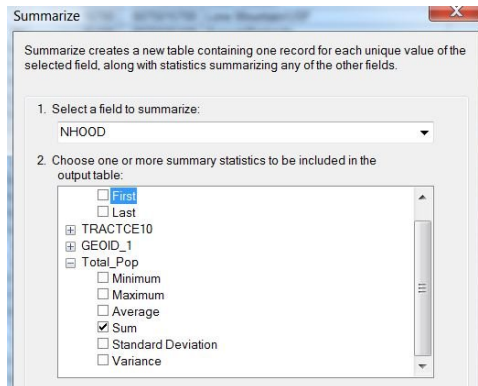 Summarize
Summarize creates a new table containing one record for each unique value of the
selected field, along with statistics summarizing any of the other fields.
1. Select a field to summarize:
NHOOD
2. Choose one or more summary statistics to be included in the
output table:
First
Last
TRACTCE10
GEOID_1
Total_Pop
Minimum
Maximum
Average
Sum
Standard Deviation
Variance